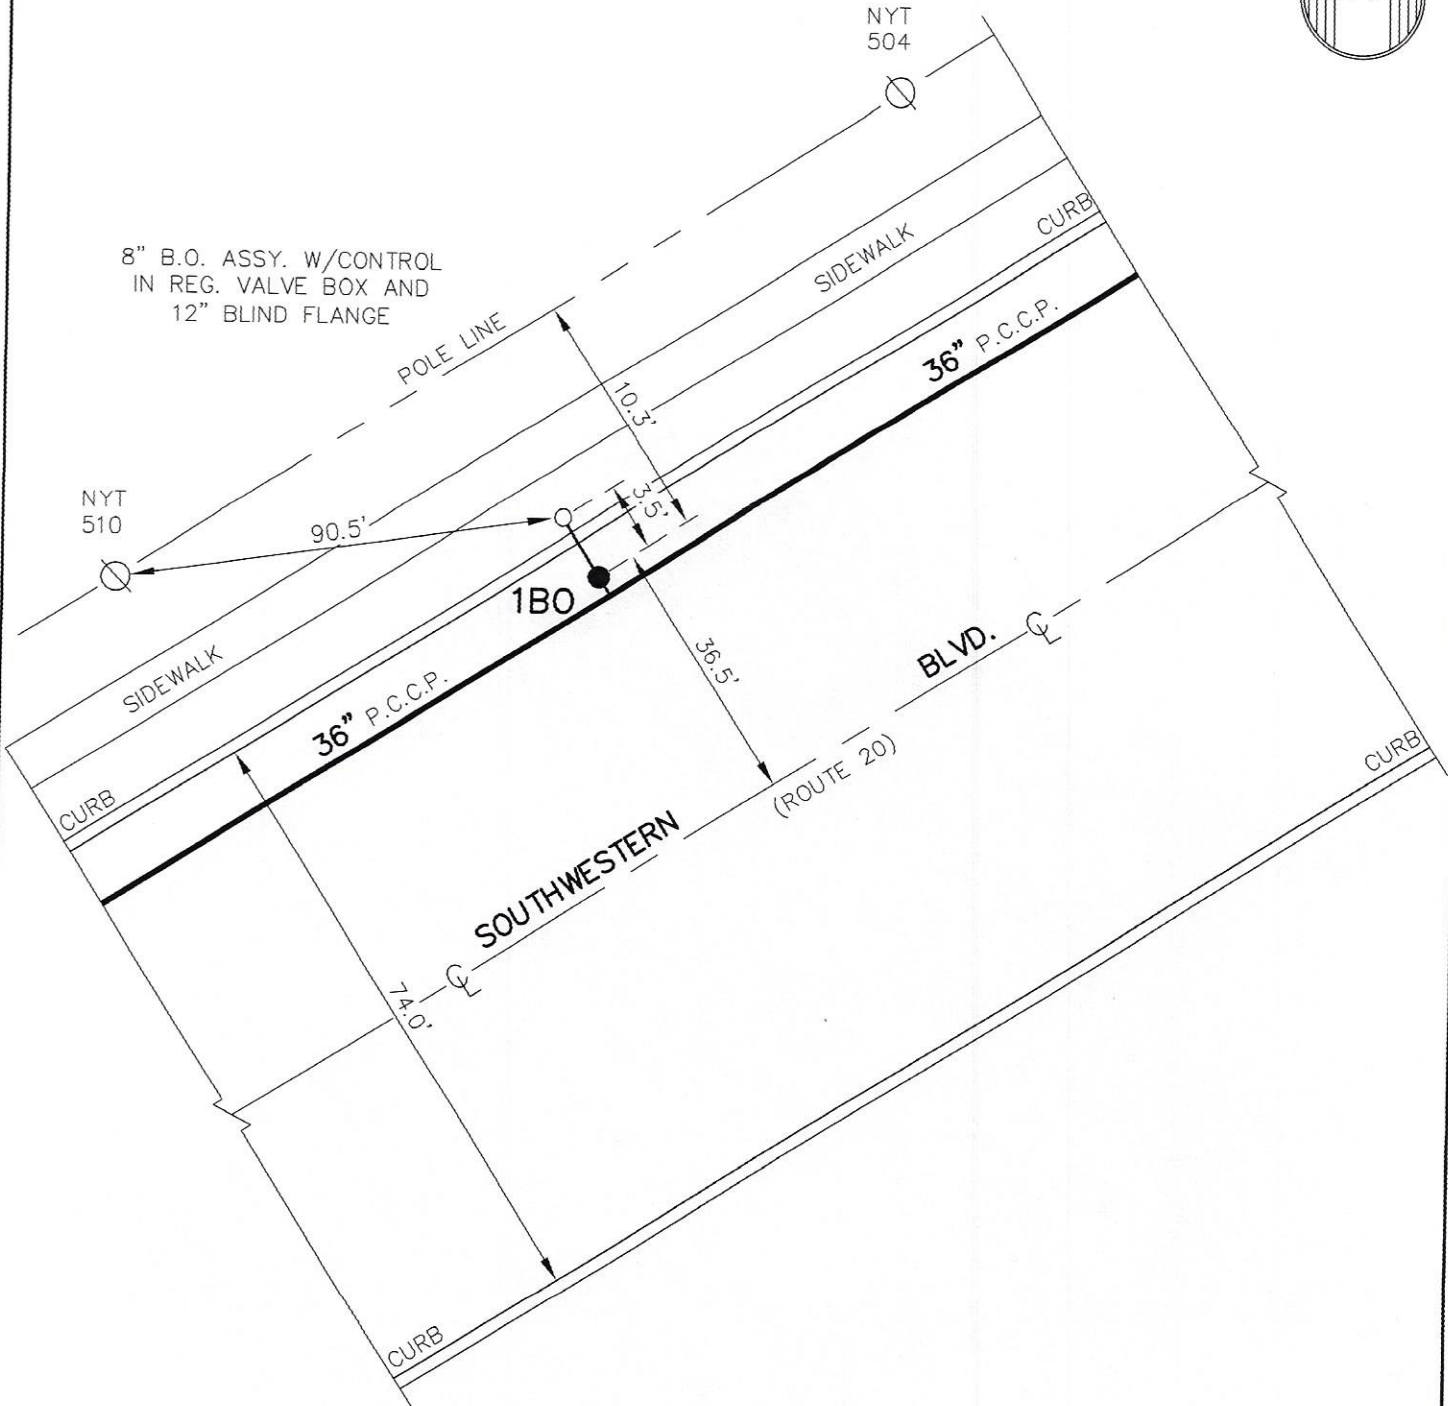 NYT
504
8" B.O. ASSY. W/CONTROL
IN REG. VALVE BOX AND
12" BLIND FLANGE
POLE LINE
SIDEWALK
CURB
36" P.C.C.P.
10.3'
3.5'
NYT
510
90.5'
1BO
36.5'
SIDEWALK
36" P.C.C.P.
CURB
SOUTHWESTERN BLVD.
(ROUTE 20)
CL
CL
74.0'
CURB
CURB